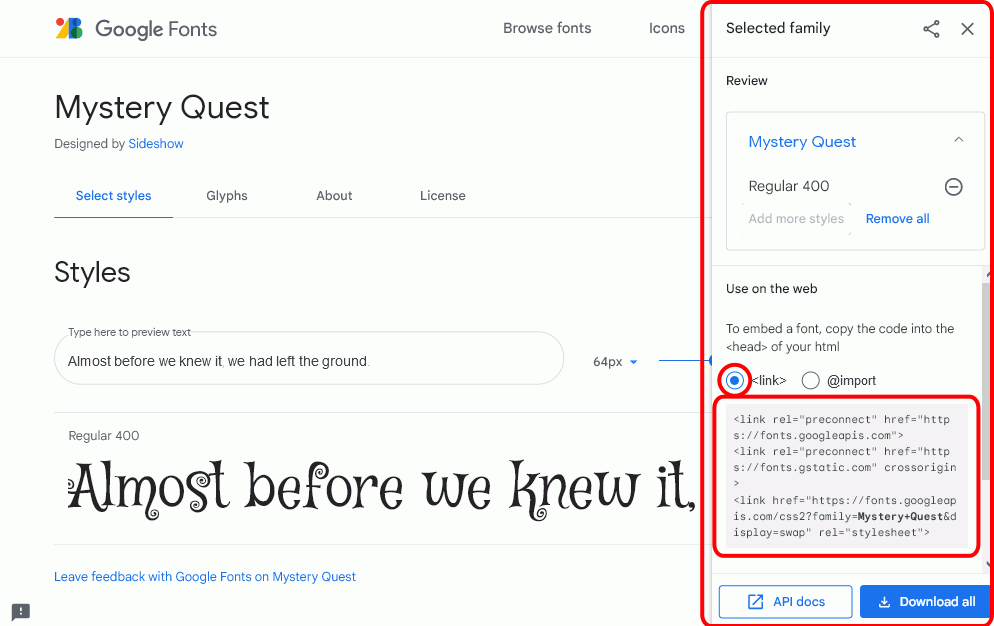 Google Fonts
Browse fonts
Icons
Mystery Quest
Designed by Sideshow
Select styles
Glyphs
About
License
Styles
Type here to preview text
Almost before we knew it, we had left the ground.
64px
Regular 400
Almost before we knew it,
Leave feedback with Google Fonts on Mystery Quest
Selected family
Review
Mystery Quest
Regular 400
Add more styles
Remove all
Use on the web
To embed a font, copy the code into the
<head> of your html
<link>
@import
<link rel="preconnect" href="http
s://fonts.googleapis.com">
<link rel="preconnect" href="http
s://fonts.gstatic.com" crossorigin
>
<link href="https://fonts.googleap
is.com/css2?family=Mystery+Quest&d
isplay=swap" rel="stylesheet">
API docs
Download all